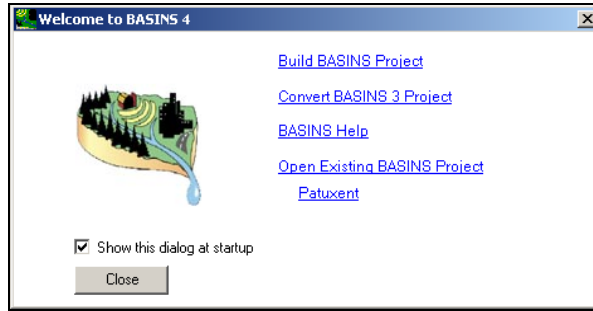 Welcome to BASINS 4
Build BASINS Project
Convert BASINS 3 Project
BASINS Help
Open Existing BASINS Project
Patuxent
Show this dialog at startup
Close